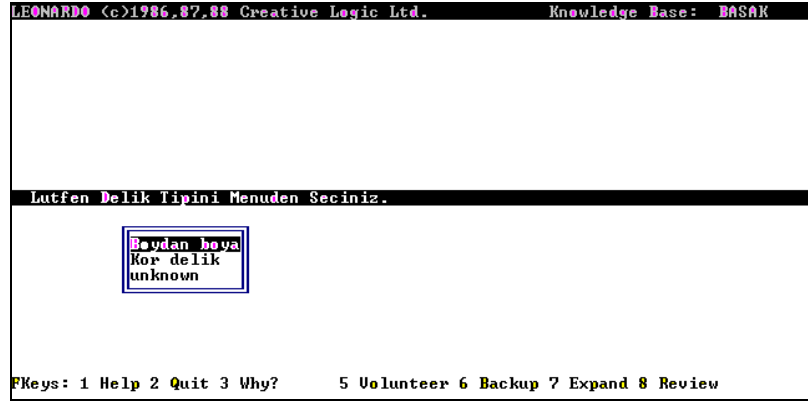 LEONARDO (c)1986,87,88 Creative Logic Ltd. Knowledge Base: BASAK
Lutfen Delik Tipini Menuden Seciniz.
Boydan boya
Kor delik
unknown
FKeys: 1 Help 2 Quit 3 Why? 5 Volunteer 6 Backup 7 Expand 8 Review